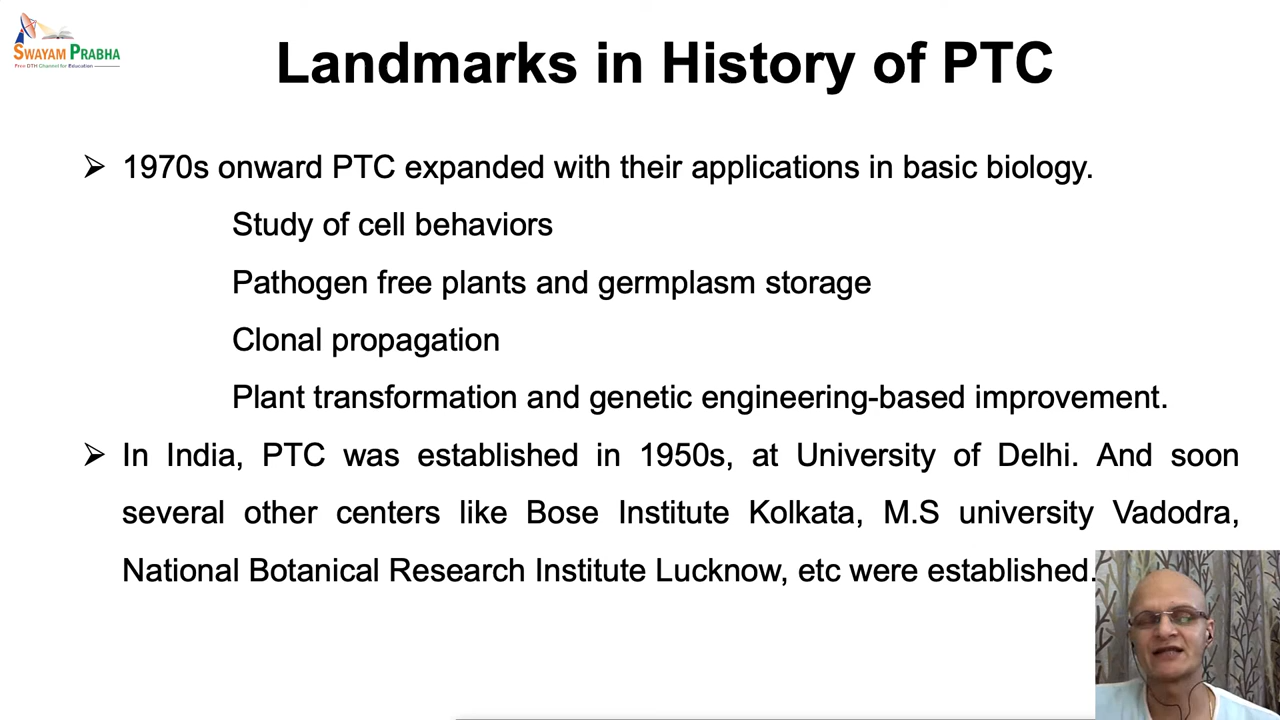 SWAYAM PRABHA
Free DTH Channel for Education
Landmarks in History of PTC
➢ 1970s onward PTC expanded with their applications in basic biology.
Study of cell behaviors
Pathogen free plants and germplasm storage
Clonal propagation
Plant transformation and genetic engineering-based improvement.
➢ In India, PTC was established in 1950s, at University of Delhi. And soon
several other centers like Bose Institute Kolkata, M.S university Vadodra,
National Botanical Research Institute Lucknow, etc were established.